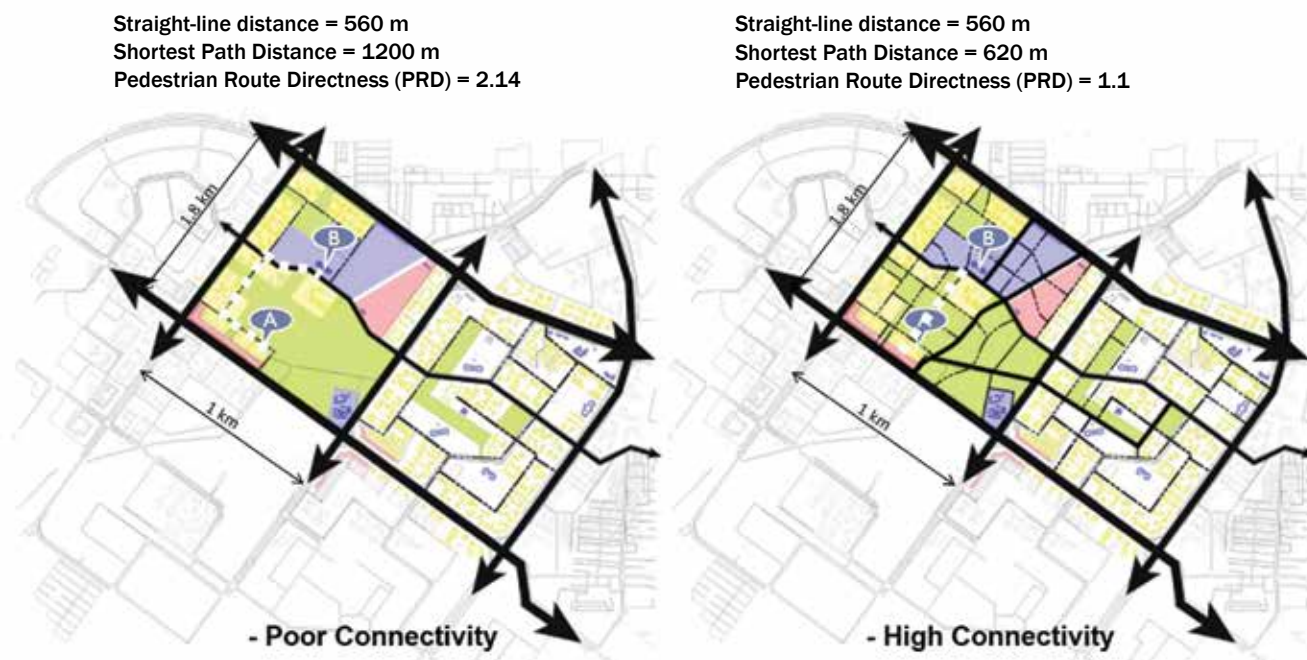 Straight-line distance = 560 m
Shortest Path Distance = 1200 m
Pedestrian Route Directness (PRD) = 2.14
Straight-line distance = 560 m
Shortest Path Distance = 620 m
Pedestrian Route Directness (PRD) = 1.1
1.8 km
B
A
1 km
- Poor Connectivity
1.8 km
B
A
1 km
- High Connectivity